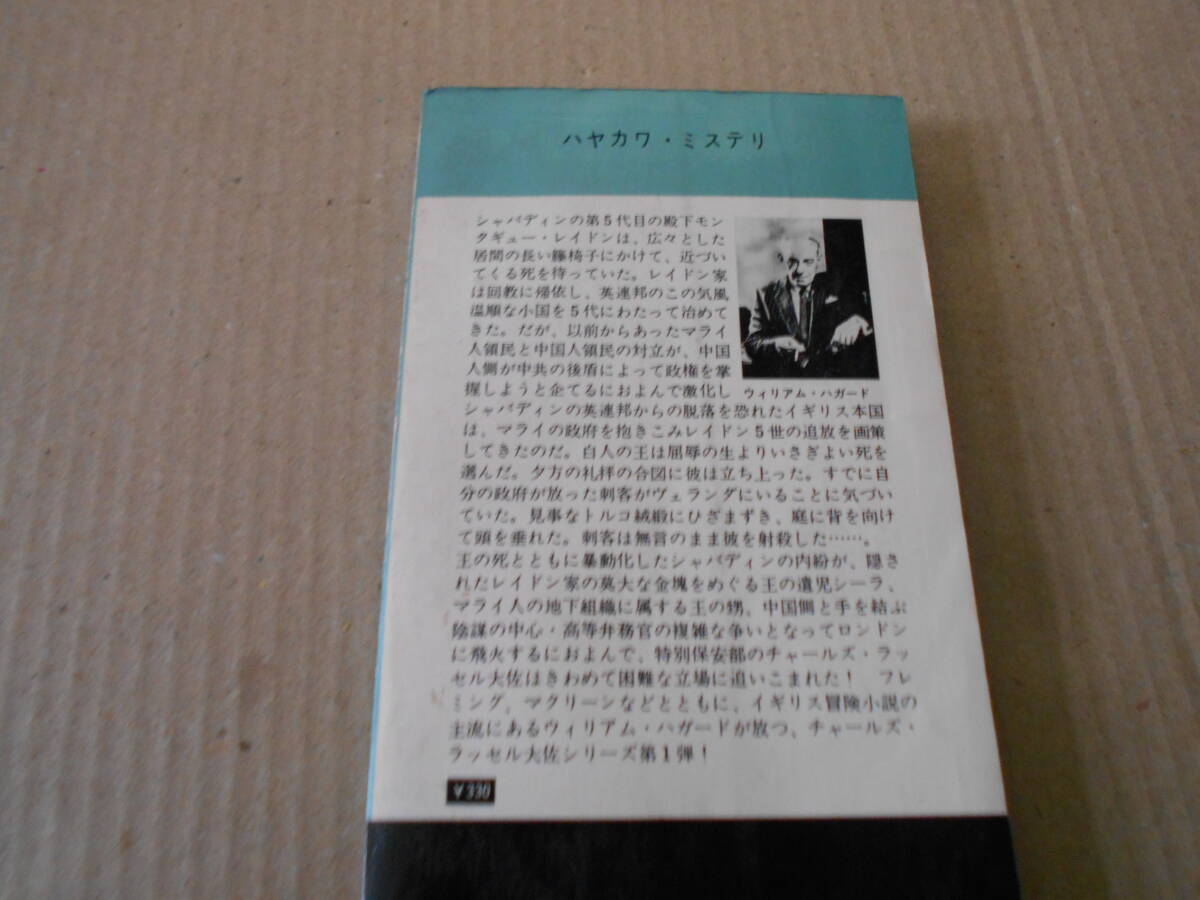 ハヤカワ・ミステリ
シャバディンの第5代目の殿下モン
タギュー・レイドンは、広々とした
居間の長い籐椅子にかけて、近づい
てくる死を待っていた。レイドン家
は回教に帰依し、英連邦のこの気風
温順な小国を5代にわたって治めて
きた。だが、以前からあったマライ
人領民と中国人領民の対立が、中国
人側が中共の後盾によって政権を掌
握しようと企てるにおよんで激化し
ウィリアム・ハガード
シャバディンの英連邦からの脱落を恐れたイギリス本国
は、マライの政府を抱きこみレイドン5世の追放を画策
してきたのだ。白人の王は屈辱の生よりいさぎよい死を
選んだ。夕方の礼拝の合図に彼は立ち上った。すでに自
分の政府が放った刺客がヴェランダにいることに気づい
ていた。見事なトルコ絨緞にひざまずき、庭に背を向け
て頭を垂れた。刺客は無言のまま彼を射殺した……。
王の死とともに暴動化したシャバディンの内紛が、隠さ
れたレイドン家の莫大な金塊をめぐる王の遺児シーラ、
マライ人の地下組織に属する王の甥、中国側と手を結ぶ
陰謀の中心・高等弁務官の複雑な争いとなってロンドン
に飛火するにおよんで、特別保安部のチャールズ・ラッ
セル大佐はきわめて困難な立場に追いこまれた！　フレ
ミング、マクリーンなどとともに、イギリス冒険小説の
主流にあるウィリアム・ハガードが放つ、チャールズ・
ラッセル大佐シリーズ第1弾！
¥330